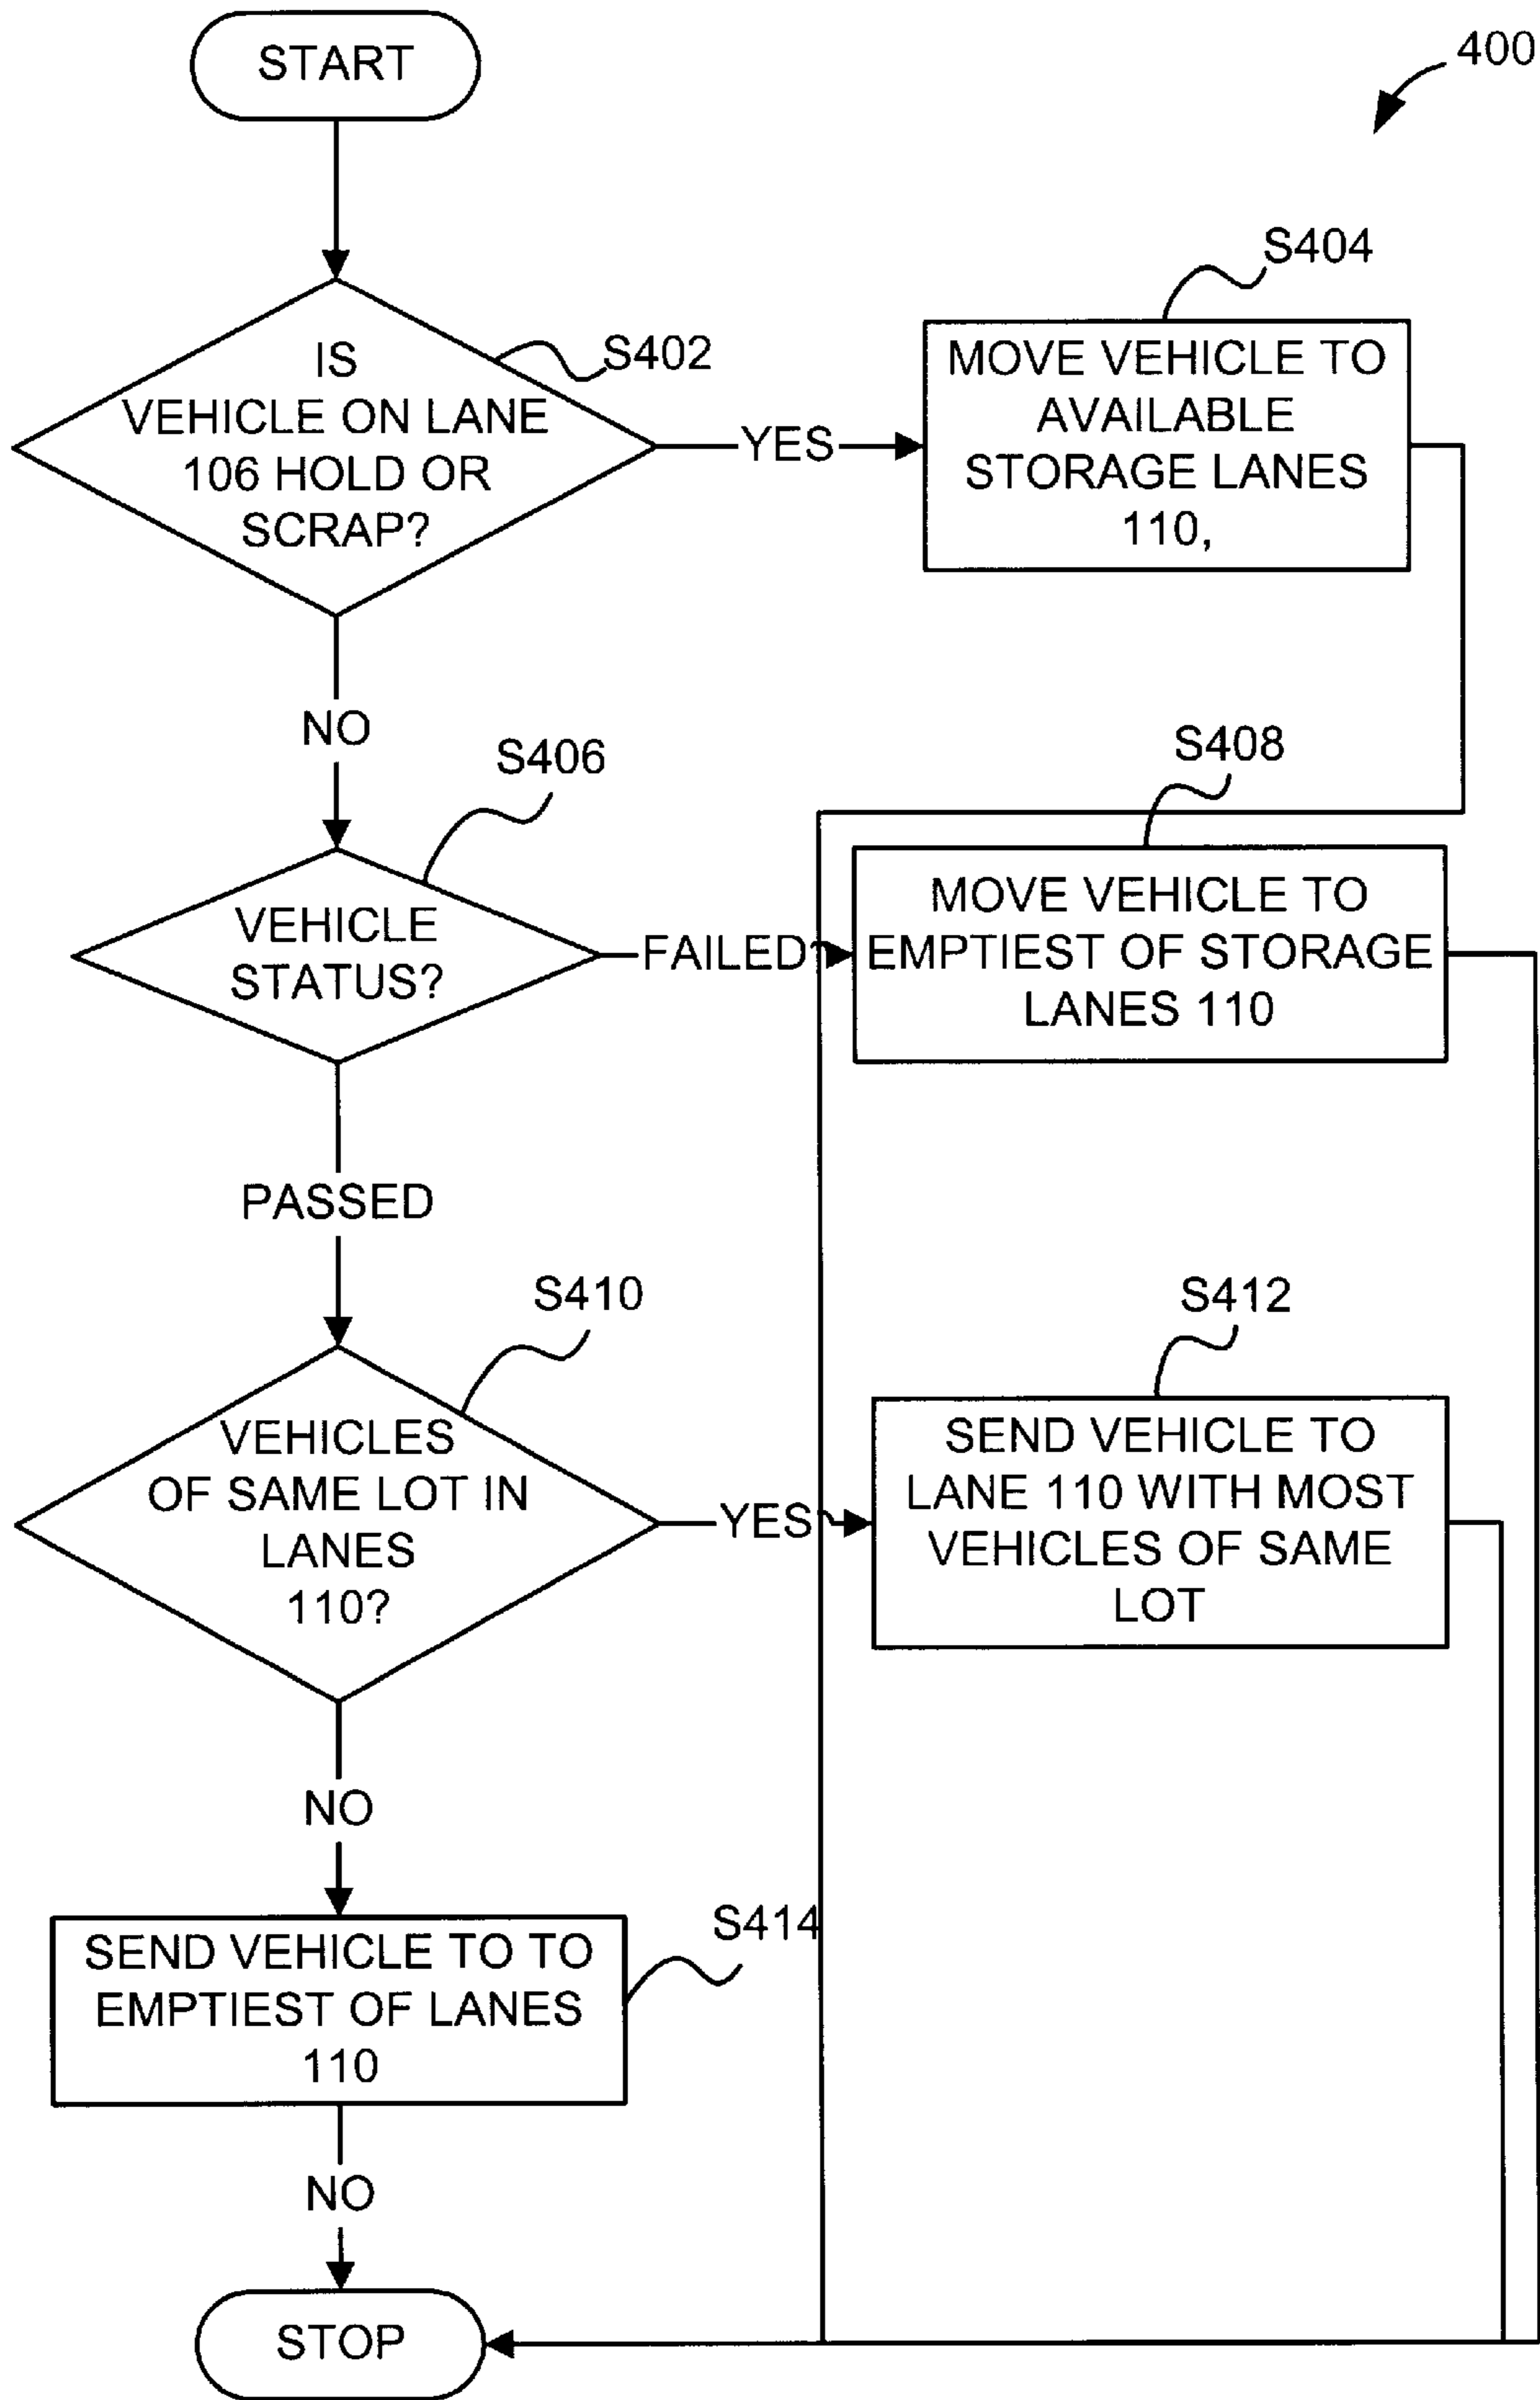 START
400
S402
IS
VEHICLE ON LANE
106 HOLD OR
SCRAP?
YES
S404
MOVE VEHICLE TO
AVAILABLE
STORAGE LANES
110,
NO
S406
VEHICLE
STATUS?
FAILED
S408
MOVE VEHICLE TO
EMPTIEST OF STORAGE
LANES 110
PASSED
S410
VEHICLES
OF SAME LOT IN
LANES
110?
YES
S412
SEND VEHICLE TO
LANE 110 WITH MOST
VEHICLES OF SAME
LOT
NO
S414
SEND VEHICLE TO TO
EMPTIEST OF LANES
110
NO
STOP